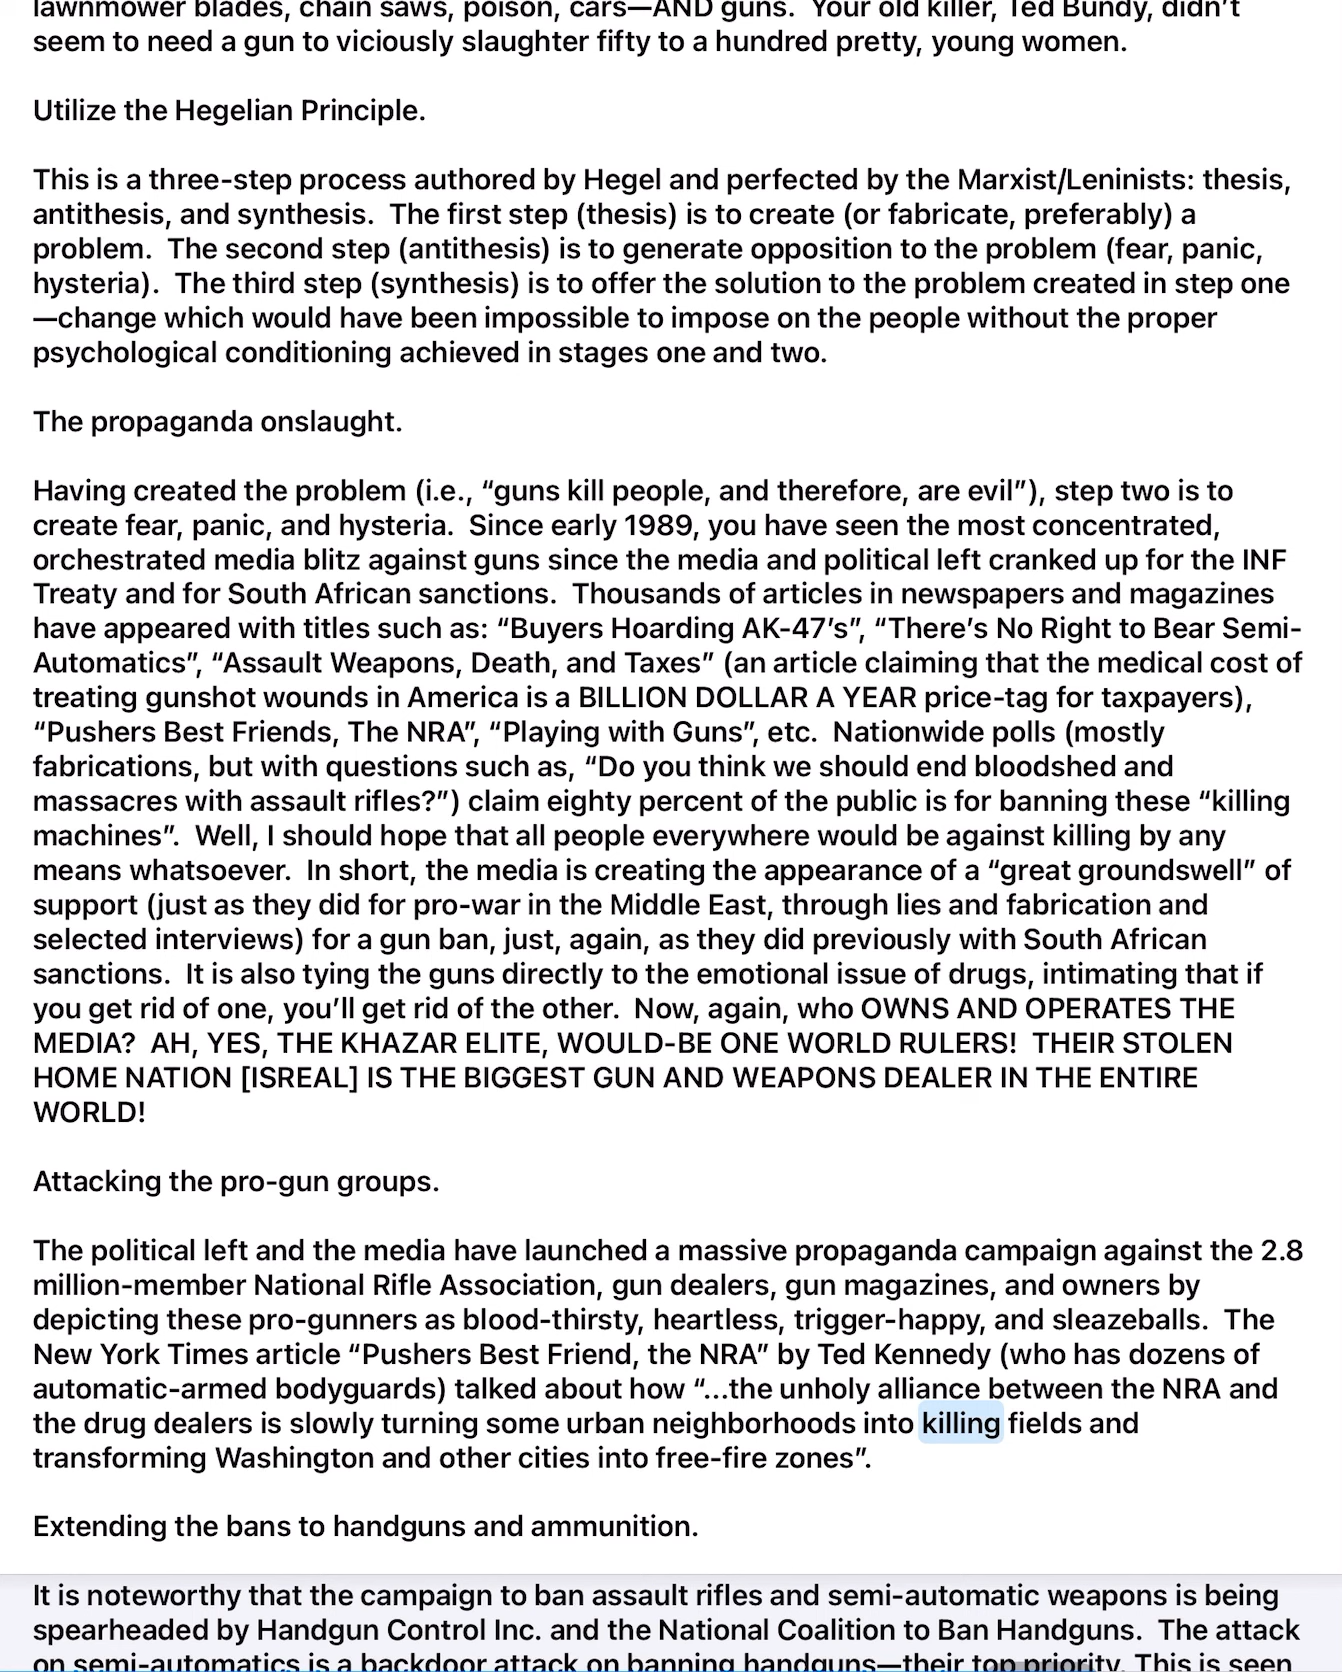 lawnmower blades, chain saws, poison, cars—AND guns.  Your old killer, Ted Bundy, didn't
seem to need a gun to viciously slaughter fifty to a hundred pretty, young women.
Utilize the Hegelian Principle.
This is a three-step process authored by Hegel and perfected by the Marxist/Leninists: thesis,
antithesis, and synthesis.  The first step (thesis) is to create (or fabricate, preferably) a
problem.  The second step (antithesis) is to generate opposition to the problem (fear, panic,
hysteria).  The third step (synthesis) is to offer the solution to the problem created in step one
—change which would have been impossible to impose on the people without the proper
psychological conditioning achieved in stages one and two.
The propaganda onslaught.
Having created the problem (i.e., “guns kill people, and therefore, are evil”), step two is to
create fear, panic, and hysteria.  Since early 1989, you have seen the most concentrated,
orchestrated media blitz against guns since the media and political left cranked up for the INF
Treaty and for South African sanctions.  Thousands of articles in newspapers and magazines
have appeared with titles such as: “Buyers Hoarding AK-47’s”, “There’s No Right to Bear Semi-
Automatics”, “Assault Weapons, Death, and Taxes” (an article claiming that the medical cost of
treating gunshot wounds in America is a BILLION DOLLAR A YEAR price-tag for taxpayers),
“Pushers Best Friends, The NRA”, “Playing with Guns”, etc.  Nationwide polls (mostly
fabrications, but with questions such as, “Do you think we should end bloodshed and
massacres with assault rifles?”) claim eighty percent of the public is for banning these “killing
machines”.  Well, I should hope that all people everywhere would be against killing by any
means whatsoever.  In short, the media is creating the appearance of a “great groundswell” of
support (just as they did for pro-war in the Middle East, through lies and fabrication and
selected interviews) for a gun ban, just, again, as they did previously with South African
sanctions.  It is also tying the guns directly to the emotional issue of drugs, intimating that if
you get rid of one, you’ll get rid of the other.  Now, again, who OWNS AND OPERATES THE
MEDIA?  AH, YES, THE KHAZAR ELITE, WOULD-BE ONE WORLD RULERS!  THEIR STOLEN
HOME NATION [ISREAL] IS THE BIGGEST GUN AND WEAPONS DEALER IN THE ENTIRE
WORLD!
Attacking the pro-gun groups.
The political left and the media have launched a massive propaganda campaign against the 2.8
million-member National Rifle Association, gun dealers, gun magazines, and owners by
depicting these pro-gunners as blood-thirsty, heartless, trigger-happy, and sleazeballs.  The
New York Times article “Pushers Best Friend, the NRA” by Ted Kennedy (who has dozens of
automatic-armed bodyguards) talked about how “...the unholy alliance between the NRA and
the drug dealers is slowly turning some urban neighborhoods into killing fields and
transforming Washington and other cities into free-fire zones”.
Extending the bans to handguns and ammunition.
It is noteworthy that the campaign to ban assault rifles and semi-automatic weapons is being
spearheaded by Handgun Control Inc. and the National Coalition to Ban Handguns.  The attack
on semi-automatics is a backdoor attack on banning handguns—their top priority. This is seen